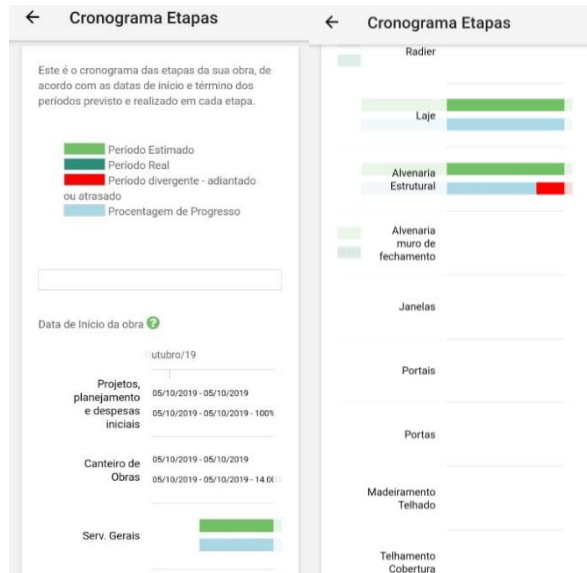 Cronograma Etapas
Este é o cronograma das etapas da sua obra, de
acordo com as datas de início e término dos
períodos previsto e realizado em cada etapa.
Período Estimado
Período Real
Período divergente - adiantado
ou atrasado
Procentagem de Progresso
Data de Início da obra ?
utubro/19
Projetos,
planejamento
e despesas
iniciais
05/10/2019 - 05/10/2019
05/10/2019 - 05/10/2019 - 100%
Canteiro de
Obras
05/10/2019 - 05/10/2019
05/10/2019 - 05/10/2019 - 14.00
Serv. Gerais
Cronograma Etapas
Radier
Laje
Alvenaria
Estrutural
Alvenaria
muro de
fechamento
Janelas
Portais
Portas
Madeiramento
Telhado
Telhamento
Cobertura